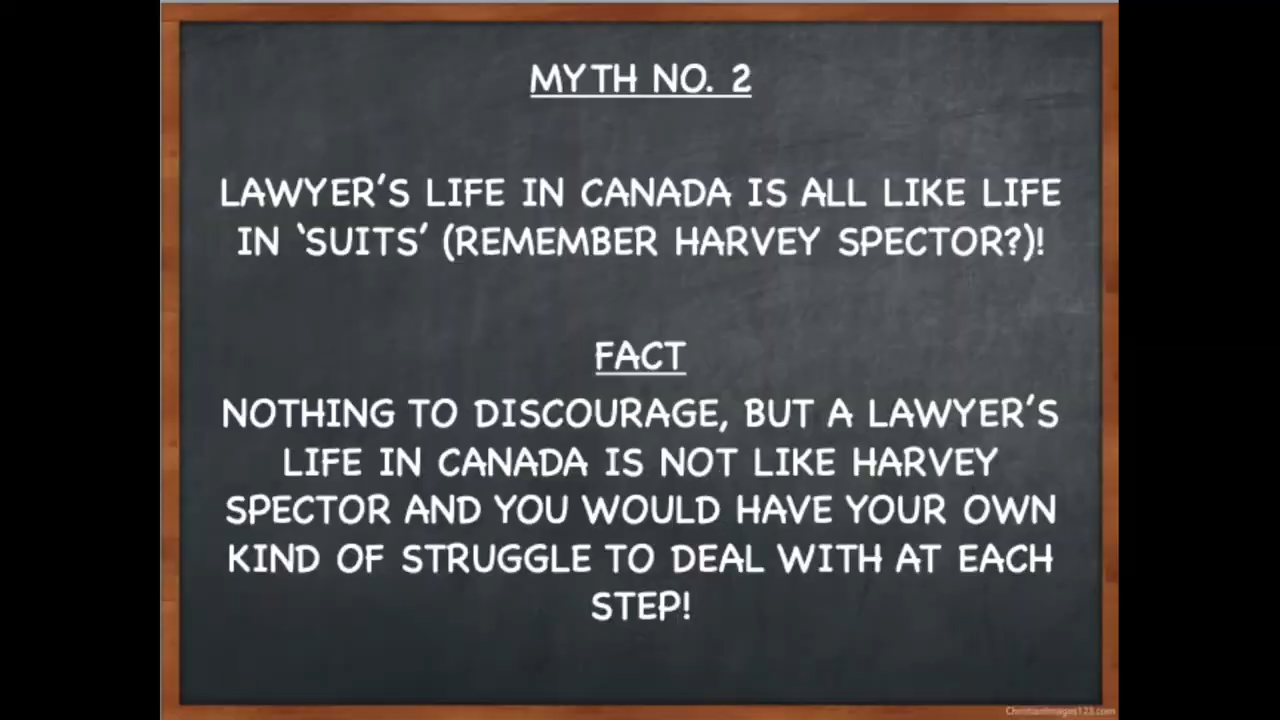 MYTH NO. 2
LAWYER'S LIFE IN CANADA IS ALL LIKE LIFE
IN 'SUITS' (REMEMBER HARVEY SPECTOR?)!
FACT
NOTHING TO DISCOURAGE, BUT A LAWYER'S
LIFE IN CANADA IS NOT LIKE HARVEY
SPECTOR AND YOU WOULD HAVE YOUR OWN
KIND OF STRUGGLE TO DEAL WITH AT EACH
STEP!
ChristianImages123.com